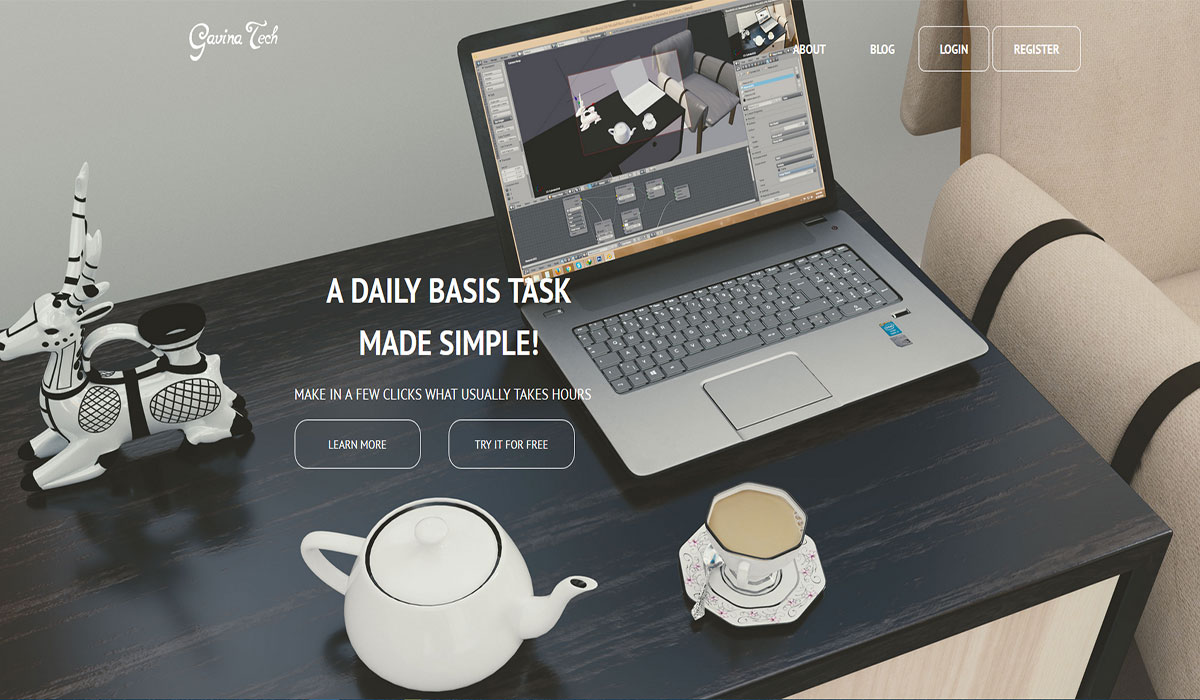 Gavina Tech
ABOUT
BLOG
LOGIN
REGISTER
A DAILY BASIS TASK
MADE SIMPLE!
MAKE IN A FEW CLICKS WHAT USUALLY TAKES HOURS
LEARN MORE
TRY IT FOR FREE